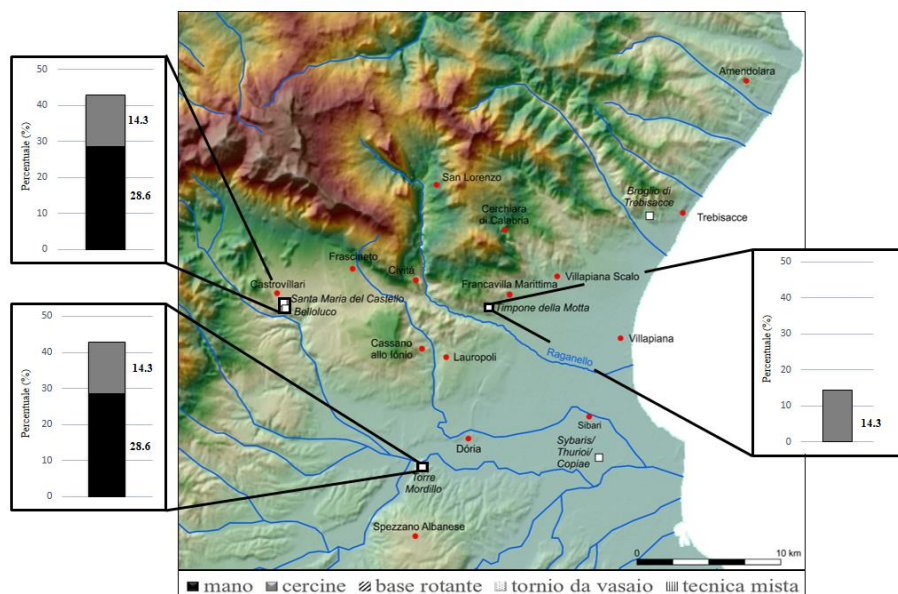 50
40
30
20
10
0
Percentuale (%)
14.3
28.6
50
40
30
20
10
0
Percentuale (%)
14.3
28.6
Amendolara
San Lorenzo
Broglio di
Trebisacce
Trebisacce
Cerchiara
di Calabria
Frascineto
Civitá
Villapiana Scalo
Castrovillari
Francavilla Marittima
Santa Maria del Castello
Belloluco
Timpone della Motta
Villapiana
Cassano
allo Iónio
Lauropoli
Raganello
Sibari
Dória
Sybaris/
Thurioi/
Copiae
Torre
Mordillo
Spezzano Albanese
0
10 km
50
40
30
20
10
0
Percentuale (%)
14.3
mano cercine base rotante tornio da vasaio tecnica mista